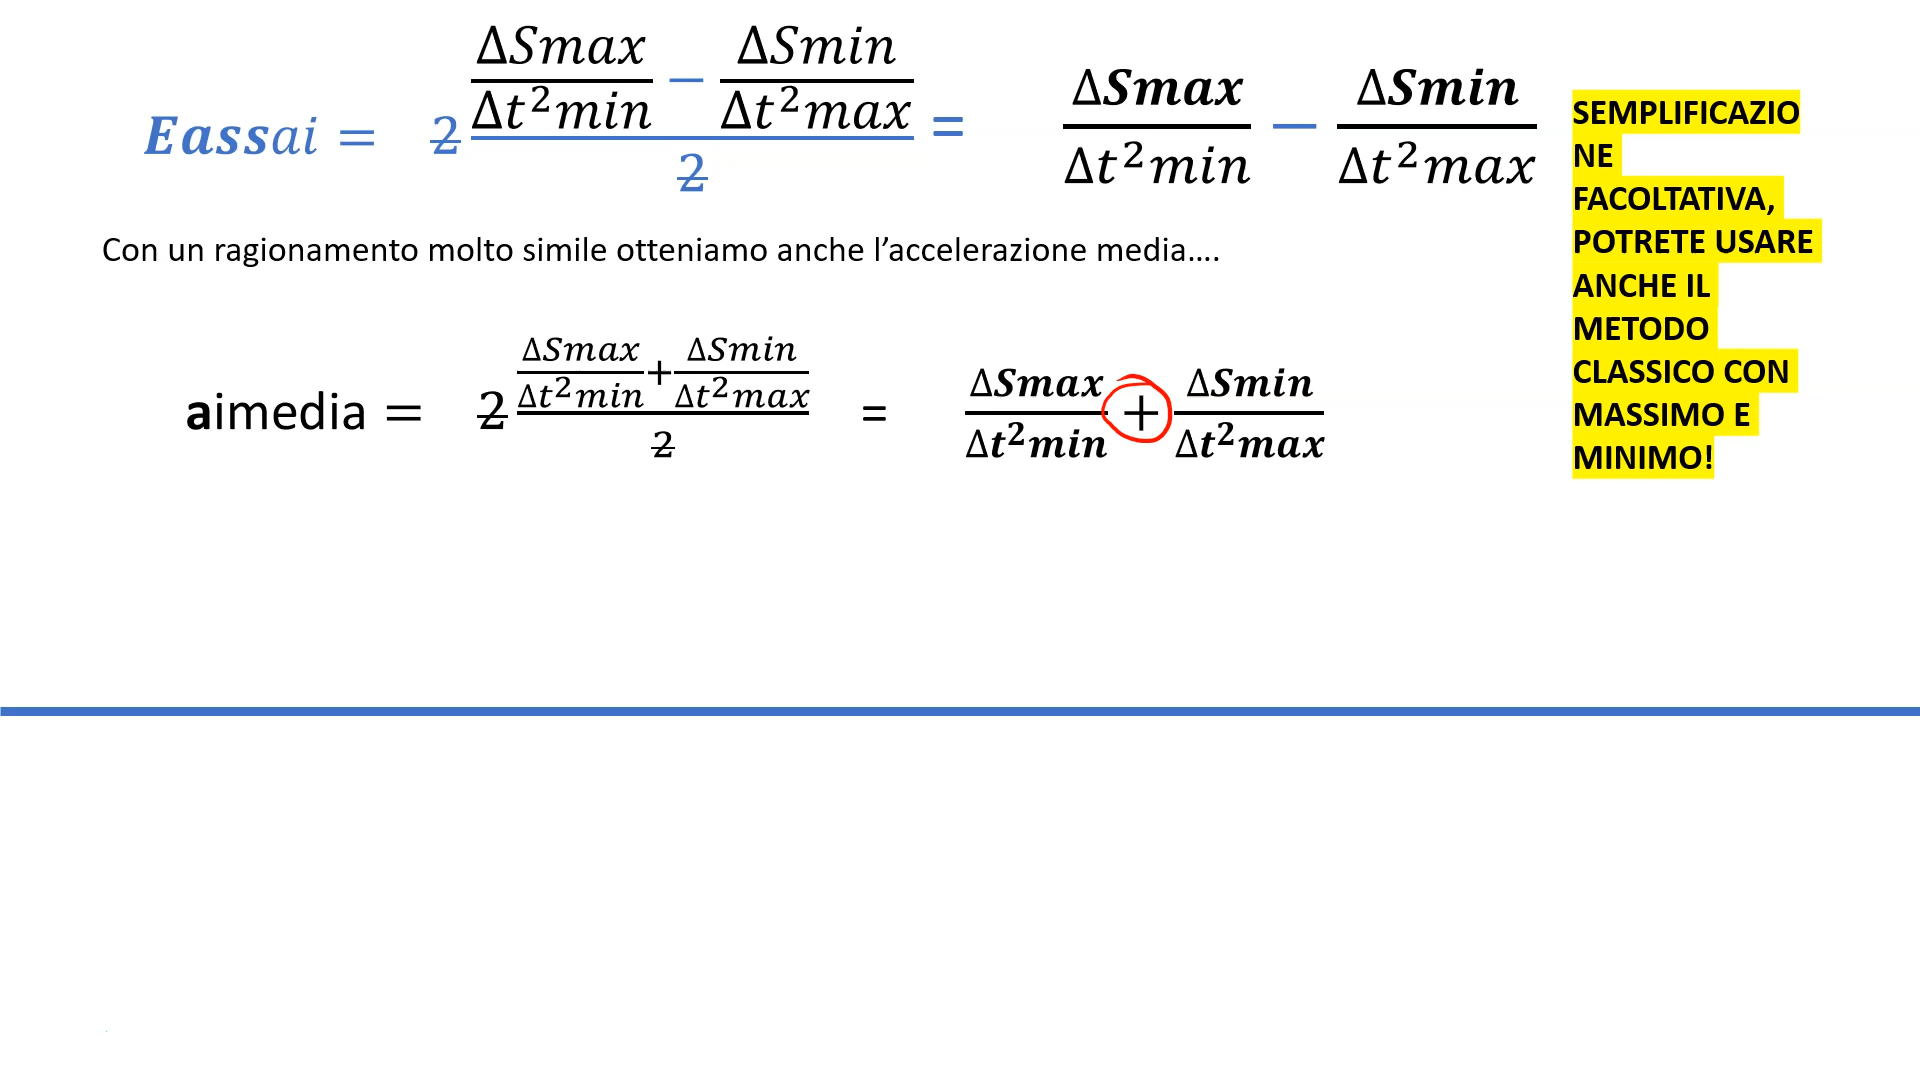 Eassai = 2 (ΔSmax/Δt²min − ΔSmin/Δt²max)/2 = ΔSmax/Δt²min − ΔSmin/Δt²max
Con un ragionamento molto simile otteniamo anche l’accelerazione media....
aimedia = 2 (ΔSmax/Δt²min + ΔSmin/Δt²max)/2 = ΔSmax/Δt²min + ΔSmin/Δt²max
SEMPLIFICAZIO
NE
FACOLTATIVA,
POTRETE USARE
ANCHE IL
METODO
CLASSICO CON
MASSIMO E
MINIMO!